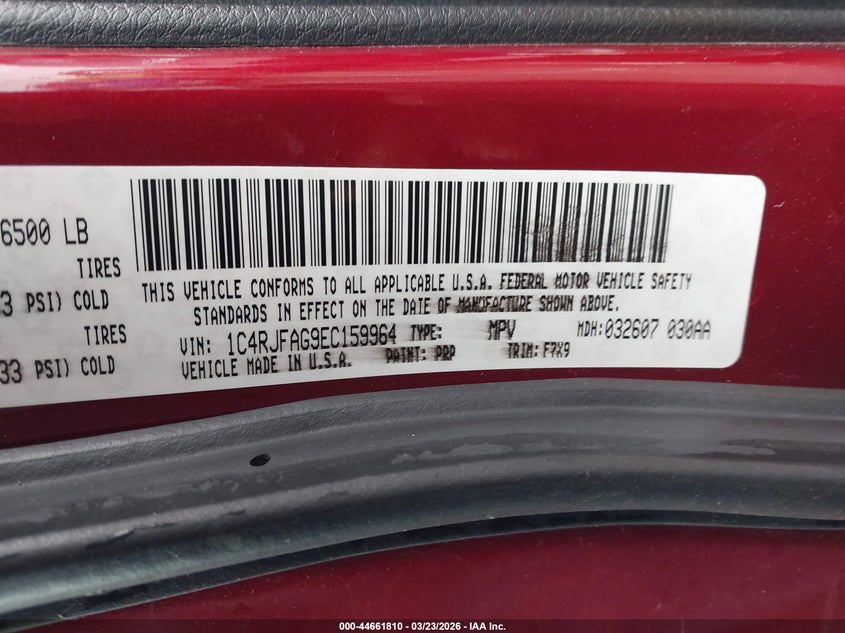 6500 LB
TIRES
3 PSI) COLD
TIRES
33 PSI) COLD
THIS VEHICLE CONFORMS TO ALL APPLICABLE U.S.A. FEDERAL MOTOR VEHICLE SAFETY
STANDARDS IN EFFECT ON THE DATE OF MANUFACTURE SHOWN ABOVE.
VIN: 1C4RJFAG9EC159964 TYPE: MPV MDH:032607 030AA
VEHICLE MADE IN U.S.A. PAINT: PRP TRIM: F7X9
000-44661810 | 03/23/2026 - IAA Inc.